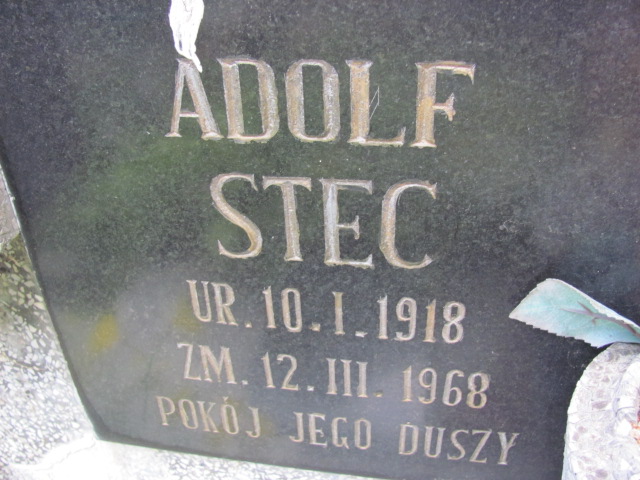 ADOLF
STEC
UR. 10. I. 1918
ZM. 12. III. 1968
POKÓJ JEGO DUSZY